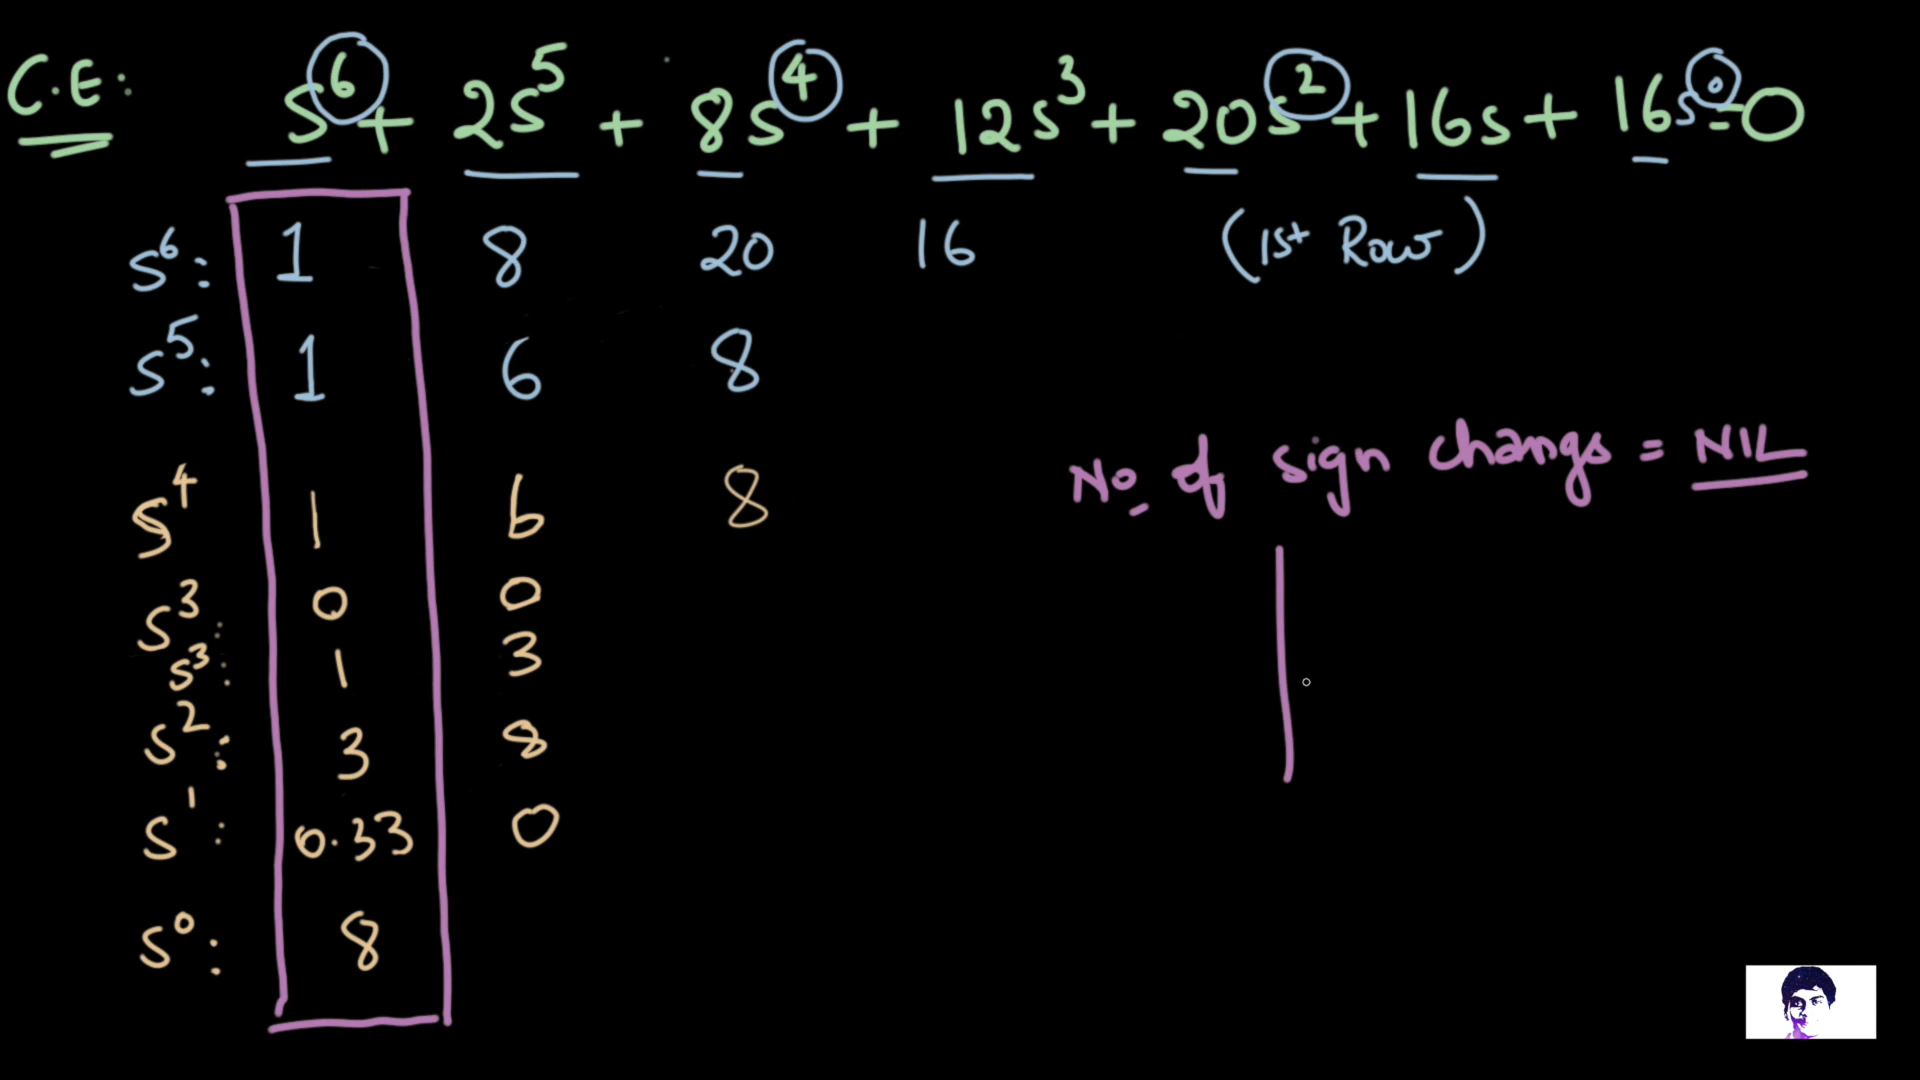 C.E: s⁶ + 2s⁵ + 8s⁴ + 12s³ + 20s² + 16s + 16s⁰ = 0
s⁶: 1 8 20 16 (1st Row)
s⁵: 1 6 8
No of sign changs = NIL
s⁴ 1 6 8
s³: 0 0
s³: 1 3
s²: 3 8
s¹: 0.33 0
s⁰: 8